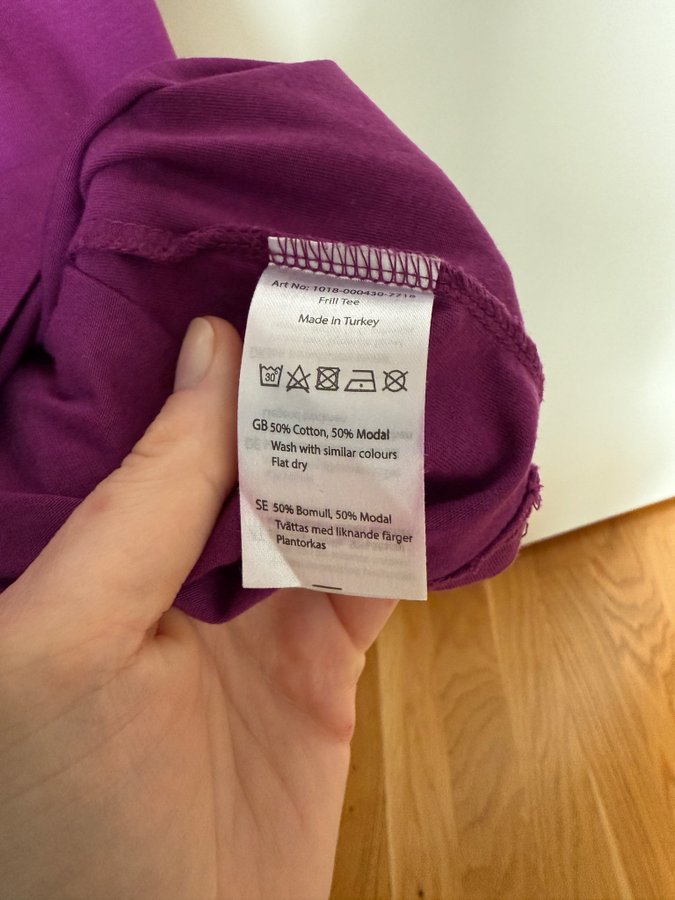 Art No: 1018-000430-7718
Frill Tee
Made in Turkey
30°
GB 50% Cotton, 50% Modal
Wash with similar colours
Flat dry
SE 50% Bomull, 50% Modal
Tvättas med liknande färger
Plantorkas